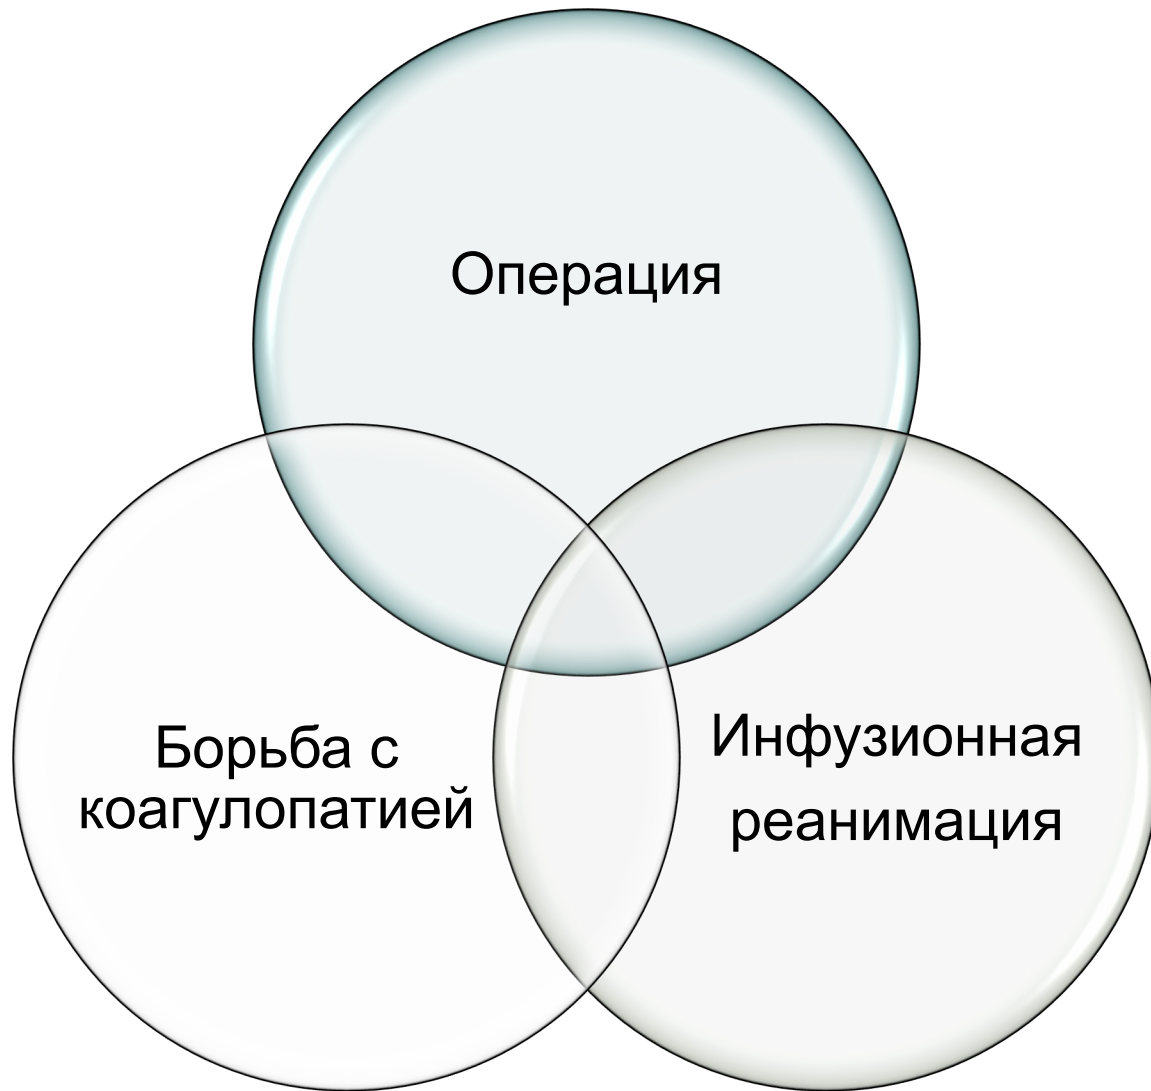 Операция
Борьба с
коагулопатией
Инфузионная
реанимация